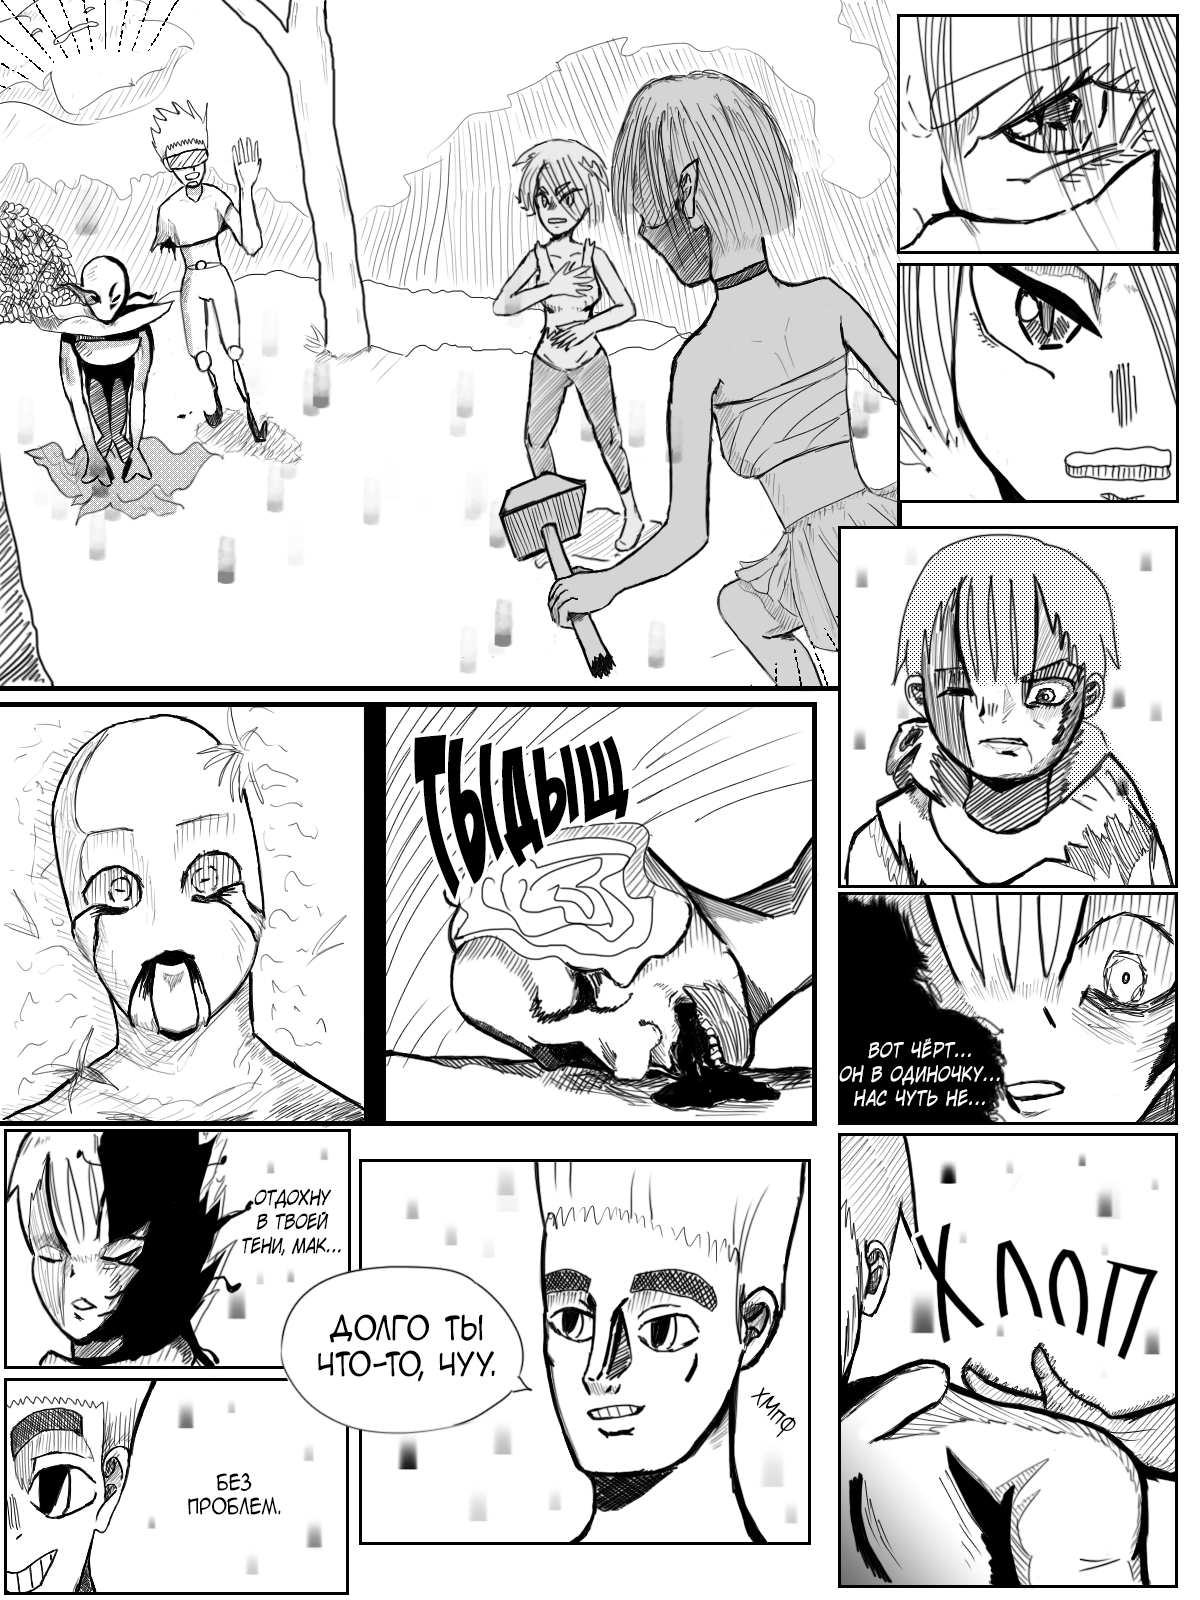 ТЫДЫЩ
ВОТ ЧЁРТ...
ОН В ОДИНОЧКУ...
НАС ЧУТЬ НЕ...
ОТДОХНУ
В ТВОЕЙ
ТЕНИ, МАК...
ДОЛГО ТЫ
ЧТО-ТО, ЧУУ.
ХМПФ
ХЛОП
БЕЗ
ПРОБЛЕМ.